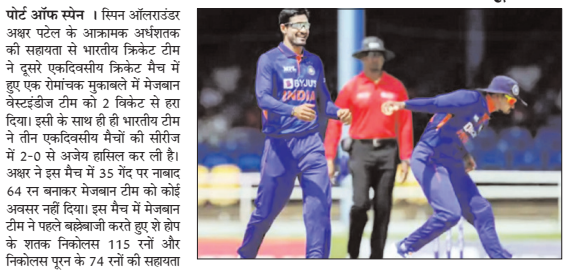 पोर्ट ऑफ स्पेन । स्पिन ऑलराउंडर
अक्षर पटेल के आक्रामक अर्धशतक
की सहायता से भारतीय क्रिकेट टीम
ने दूसरे एकदिवसीय क्रिकेट मैच में
हुए एक रोमांचक मुकाबले में मेजबान
वेस्टइंडीज टीम को 2 विकेट से हरा
दिया। इसी के साथ ही ही भारतीय टीम
ने तीन एकदिवसीय मैचों की सीरीज
में 2-0 से अजेय हासिल कर ली है।
अक्षर ने इस मैच में 35 गेंद पर नाबाद
64 रन बनाकर मेजबान टीम को कोई
अवसर नहीं दिया। इस मैच में मेजबान
टीम ने पहले बल्लेबाजी करते हुए शे होप
के शतक निकोलस 115 रनों और
निकोलस पूरन के 74 रनों की सहायता
BYJU'S
INDIA